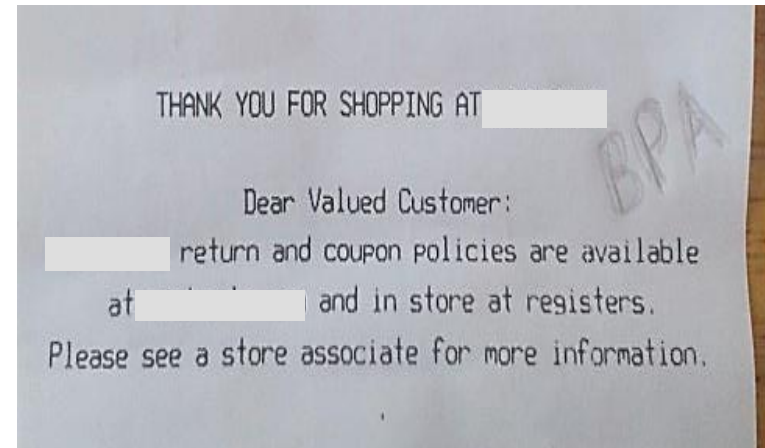 THANK YOU FOR SHOPPING AT
BPA
Dear Valued Customer:
return and coupon policies are available
at and in store at registers.
Please see a store associate for more information.